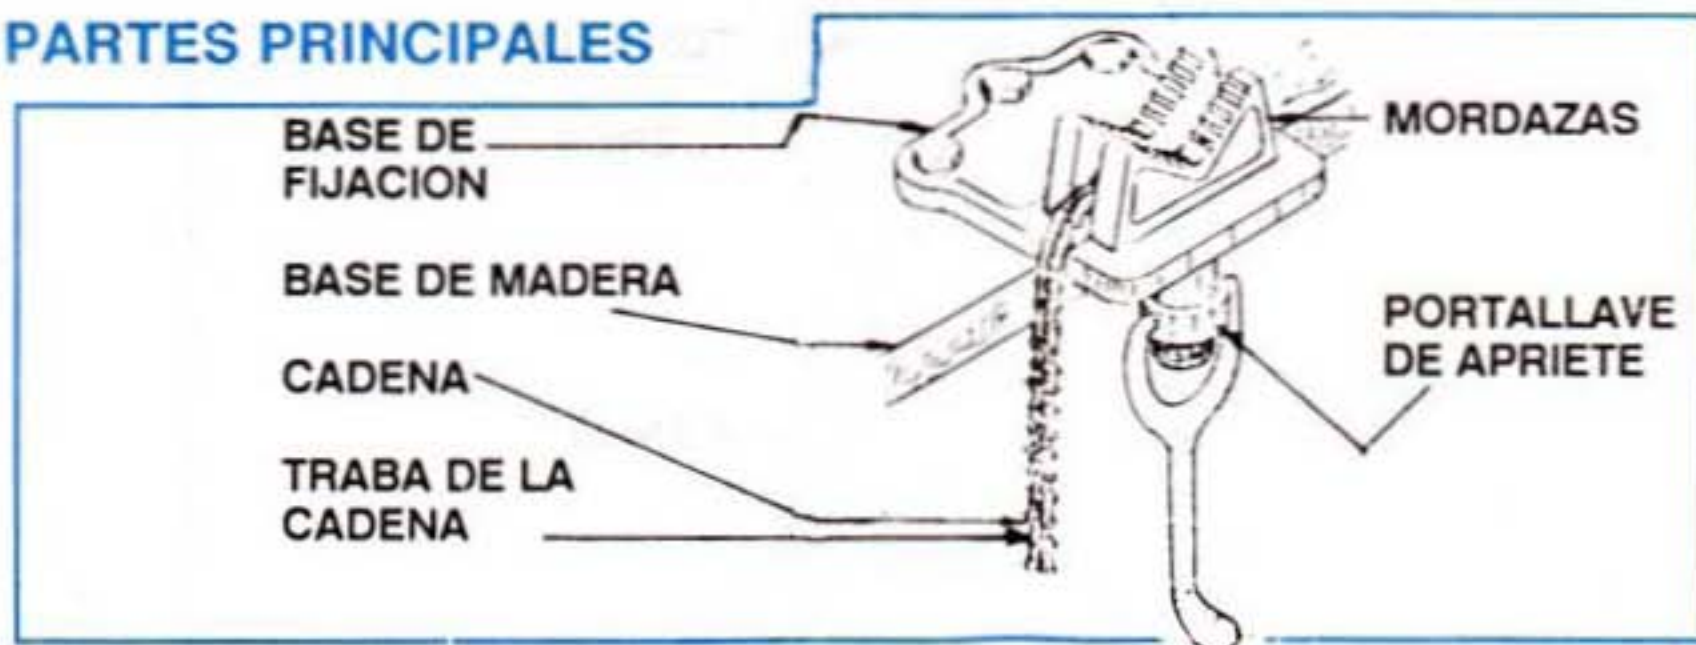 PARTES PRINCIPALES
BASE DE
FIJACION
BASE DE MADERA
CADENA
TRABA DE LA
CADENA
MORDAZAS
PORTALLAVE
DE APRIETE